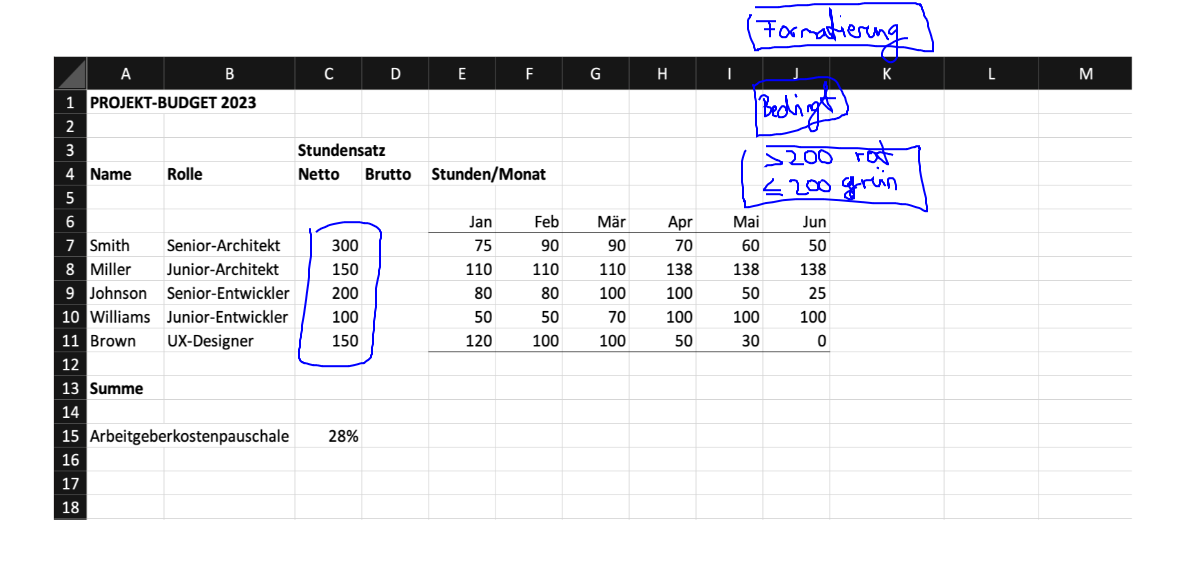 Formatierung
A B C D E F G H I J K L M
1 PROJEKT-BUDGET 2023
Bedingt
2
3 Stundensatz
>200 rot
4 Name Rolle Netto Brutto Stunden/Monat
≤200 grün
5
6 Jan Feb Mär Apr Mai Jun
7 Smith Senior-Architekt 300 75 90 90 70 60 50
8 Miller Junior-Architekt 150 110 110 110 138 138 138
9 Johnson Senior-Entwickler 200 80 80 100 100 50 25
10 Williams Junior-Entwickler 100 50 50 70 100 100 100
11 Brown UX-Designer 150 120 100 100 50 30 0
12
13 Summe
14
15 Arbeitgeberkostenpauschale 28%
16
17
18